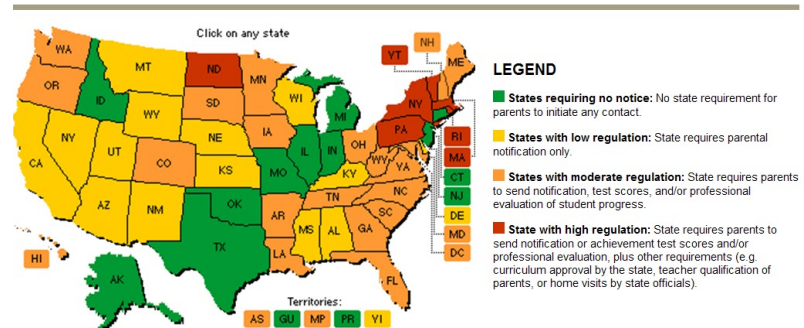 Click on any state
WA
OR
CA
NV
ID
MT
WY
UT
AZ
CO
NM
ND
SD
NE
KS
OK
TX
MN
IA
MO
AR
LA
WI
IL
MI
IN
OH
KY
TN
MS
AL
GA
FL
SC
NC
YA
WY
PA
NY
VT
NH
ME
RI
MA
CT
NJ
DE
MD
DC
HI
AK
Territories:
AS GU MP PR VI
LEGEND
States requiring no notice: No state requirement for
parents to initiate any contact.
States with low regulation: State requires parental
notification only.
States with moderate regulation: State requires parents
to send notification, test scores, and/or professional
evaluation of student progress.
State with high regulation: State requires parents to
send notification or achievement test scores and/or
professional evaluation, plus other requirements (e.g.
curriculum approval by the state, teacher qualification of
parents, or home visits by state officials).